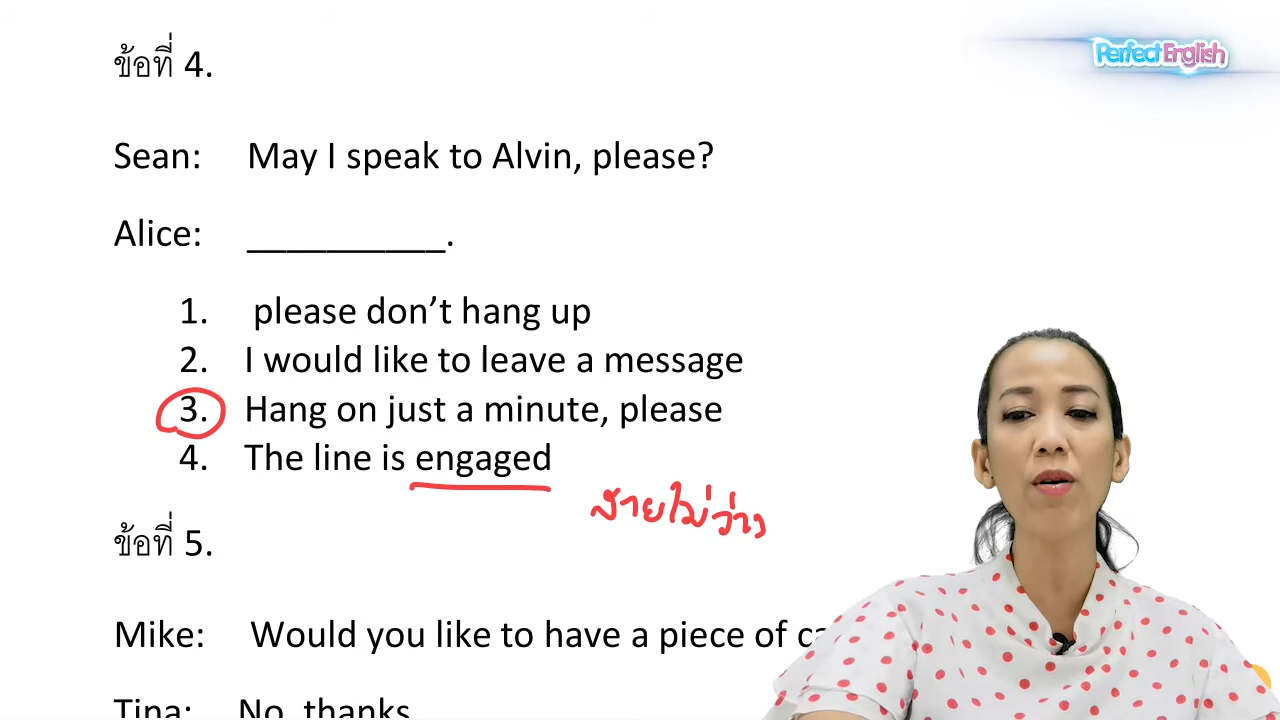 Perfect English
ข้อที่ 4.
Sean: May I speak to Alvin, please?
Alice: __________.
1. please don’t hang up
2. I would like to leave a message
3. Hang on just a minute, please
4. The line is engaged
สายไม่ว่าง
ข้อที่ 5.
Mike: Would you like to have a piece of
Tina: No, thanks